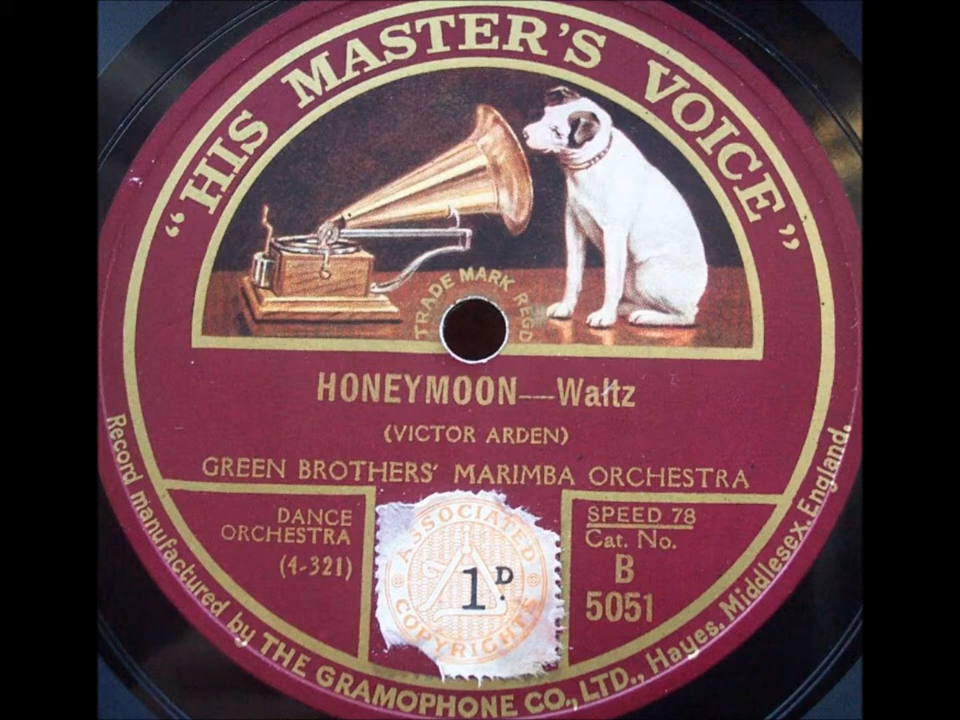 “HIS MASTER'S VOICE”
TRADE MARK REGD
HONEYMOON—Waltz
(VICTOR ARDEN)
GREEN BROTHERS' MARIMBA ORCHESTRA
DANCE
ORCHESTRA
(4-321)
ASSOCIATED
1D.
COPYRIGHTS
SPEED 78
Cat. No.
B
5051
Record manufactured by THE GRAMOPHONE CO., LTD., Hayes, Middlesex, England.